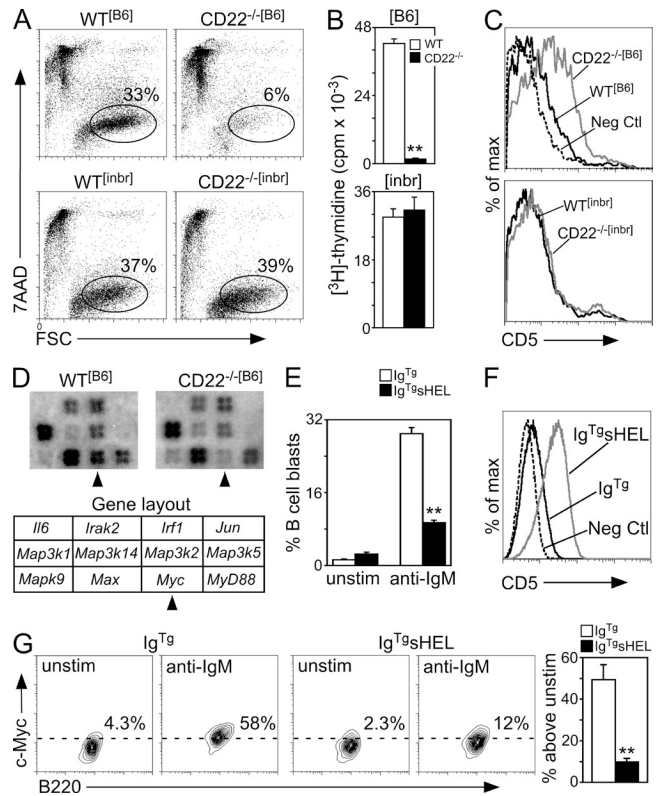 A
WT[B6]
CD22-/-[B6]
33%
6%
WT[inbr]
CD22-/-[inbr]
37%
39%
7AAD
0
FSC
B
[B6]
WT
CD22-/-
48
32
16
0
**
[inbr]
36
18
0
[3H]-thymidine (cpm x 10-3)
C
CD22-/-[B6]
WT[B6]
Neg Ctl
WT[inbr]
CD22-/-[inbr]
% of max
CD5
D
WT[B6]
CD22-/-[B6]
Gene layout
Il6 Irak2 Irf1 Jun
Map3k1 Map3k14 Map3k2 Map3k5
Mapk9 Max Myc MyD88
E
IgTg
IgTgsHEL
32
16
0
**
% B cell blasts
unstim anti-IgM
F
IgTgsHEL
IgTg
Neg Ctl
% of max
CD5
G
IgTg
IgTgsHEL
unstim
anti-IgM
unstim
anti-IgM
4.3%
58%
2.3%
12%
c-Myc
B220
IgTg
IgTgsHEL
60
40
20
0
**
% above unstim